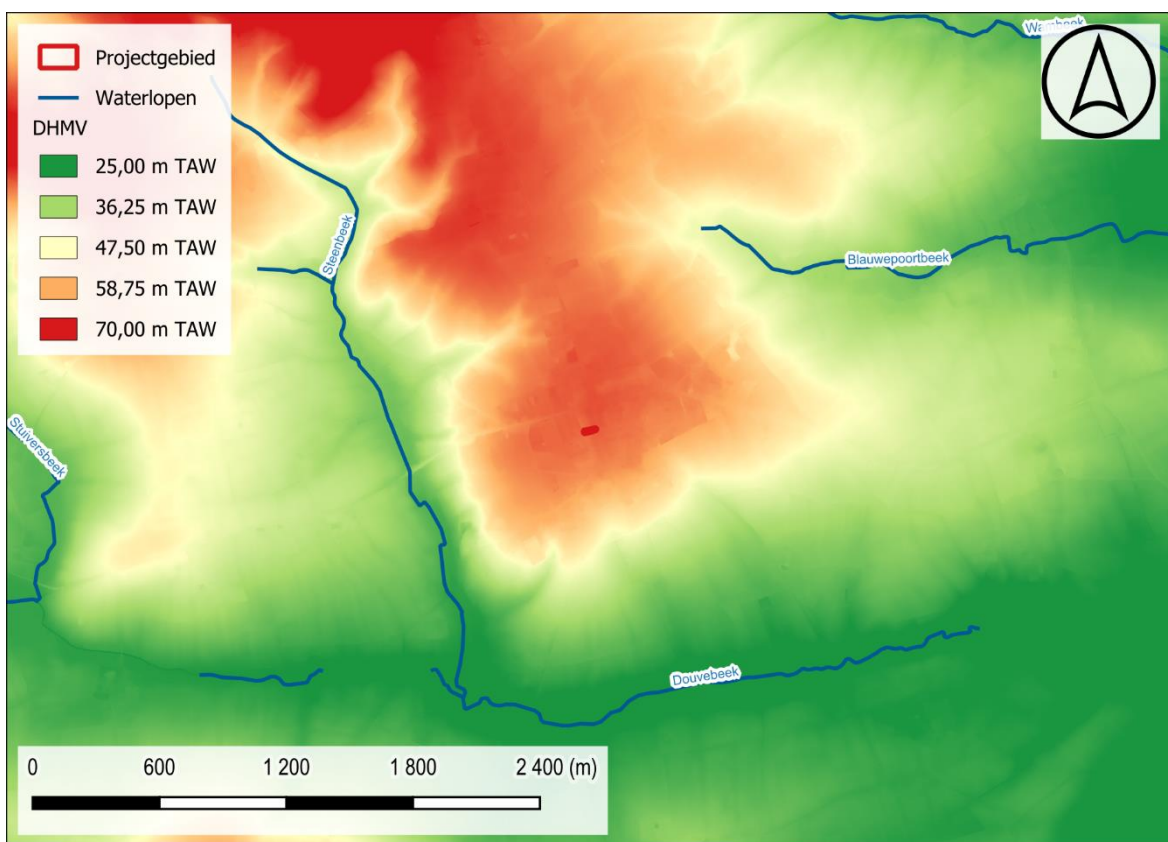 Projectgebied
Waterlopen
DHMV
25,00 m TAW
36,25 m TAW
47,50 m TAW
58,75 m TAW
70,00 m TAW
Wambeek
Steenbeek
Blauwepoortbeek
Stuiversbeek
Douvebeek
0 600 1 200 1 800 2 400 (m)